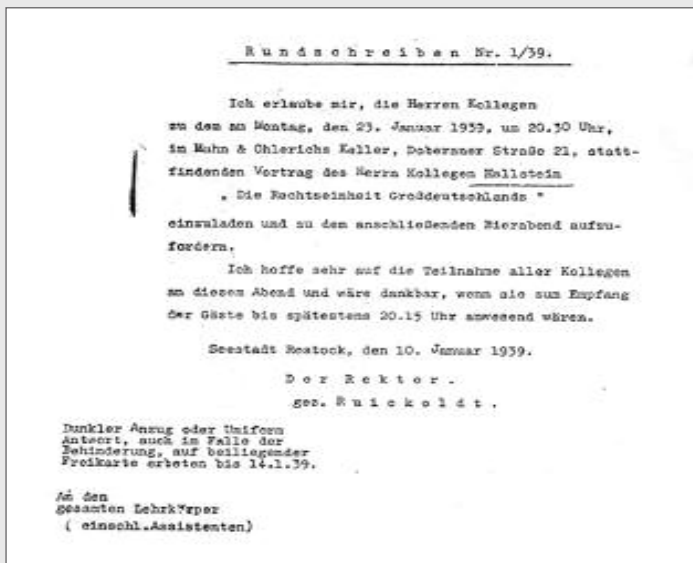 Rundschreiben Nr. 1/39.
Ich erlaube mir, die Herren Kollegen
zu dem am Montag, den 23. Januar 1939, um 20.30 Uhr,
im Mahn & Ohlerichs Keller, Doberaner Straße 21, statt-
findenden Vortrag des Herrn Kollegen Hallstein
„ Die Rechtseinheit Großdeutschlands "
einzuladen und zu dem anschließenden Bierabend aufzu-
fordern.
Ich hoffe sehr auf die Teilnahme aller Kollegen
an diesem Abend und wäre dankbar, wenn sie zum Empfang
der Gäste bis spätestens 20.15 Uhr anwesend wären.
Seestadt Rostock, den 10. Januar 1939.
Der Rektor.
gez. Ruickoldt.
Dunkler Anzug oder Uniform
Antwort, auch im Falle der
Behinderung, auf beiliegender
Freikarte erbeten bis 14.1.39.
An den
gesamten Lehrkörper
( einschl.Assistenten)